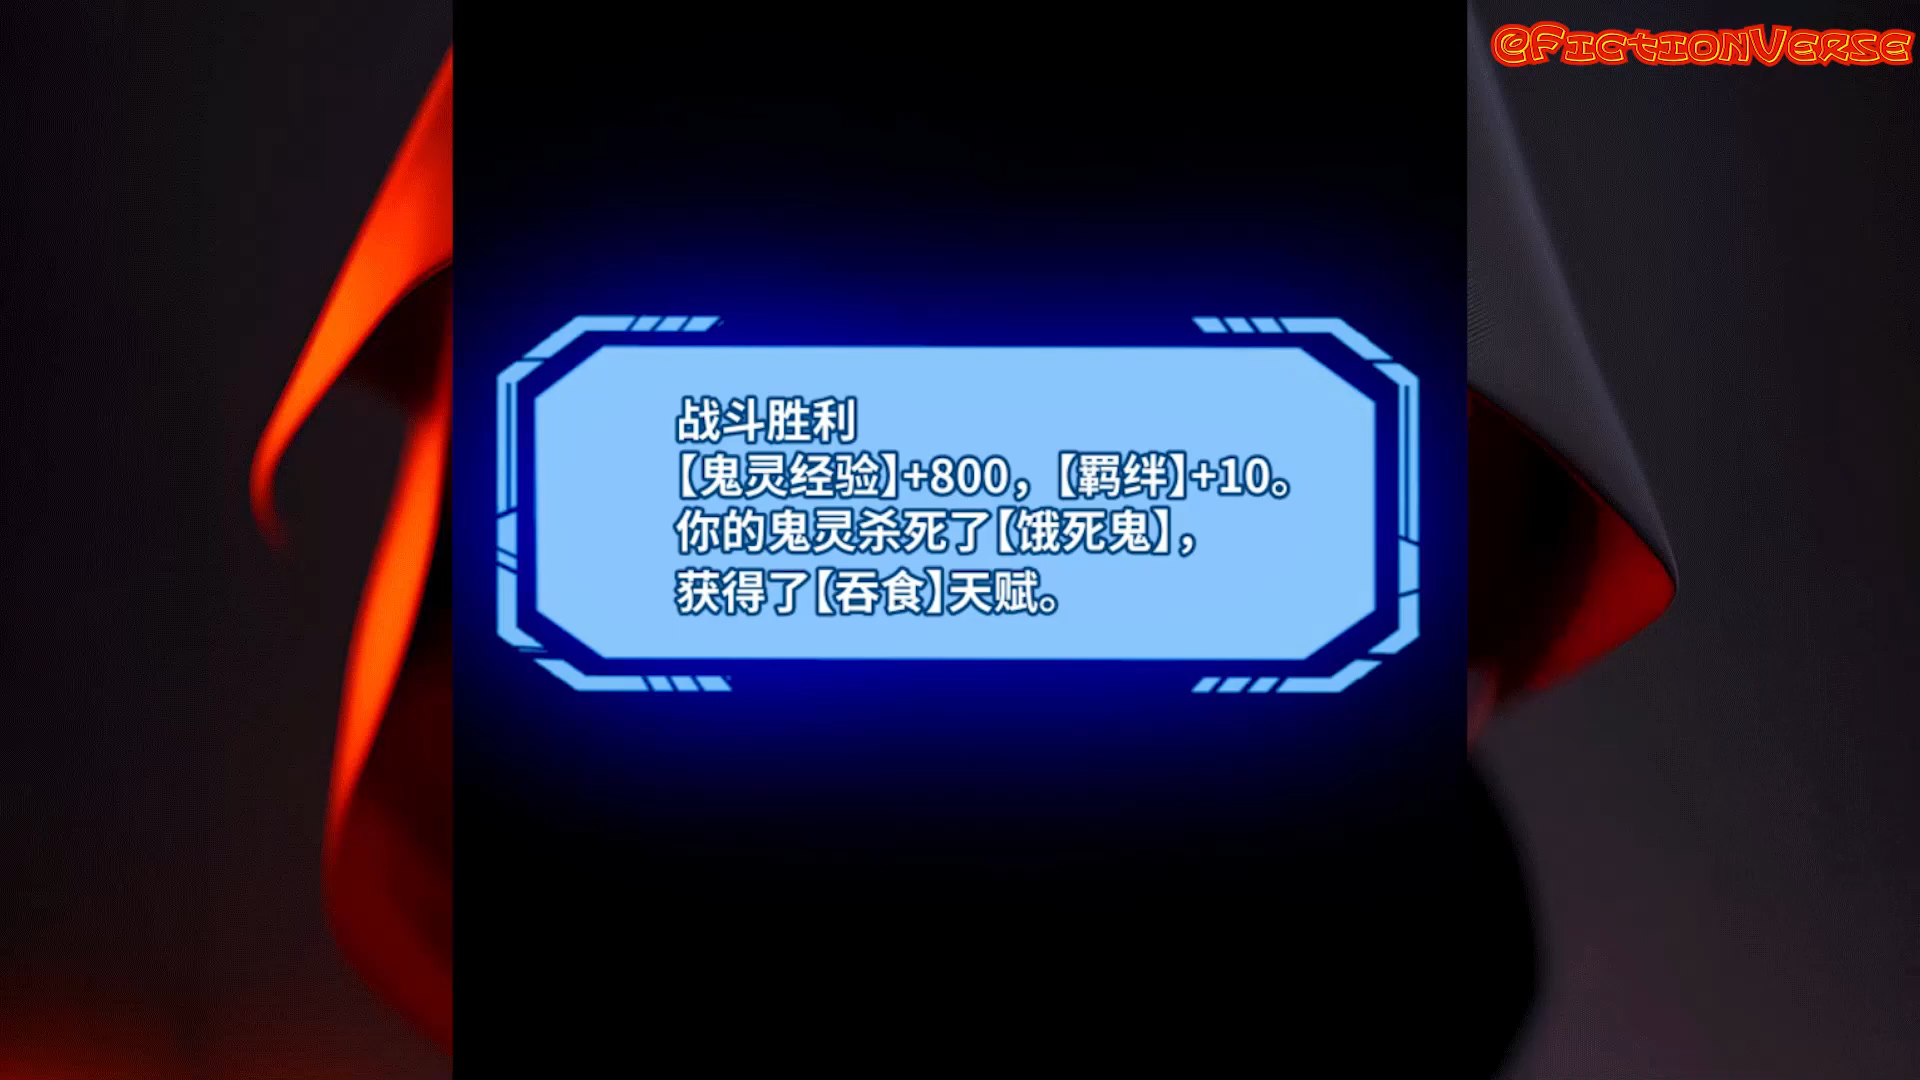 @FictionVerse
战斗胜利
【鬼灵经验】+800，【羁绊】+10。
你的鬼灵杀死了【饿死鬼】，
获得了【吞食】天赋。